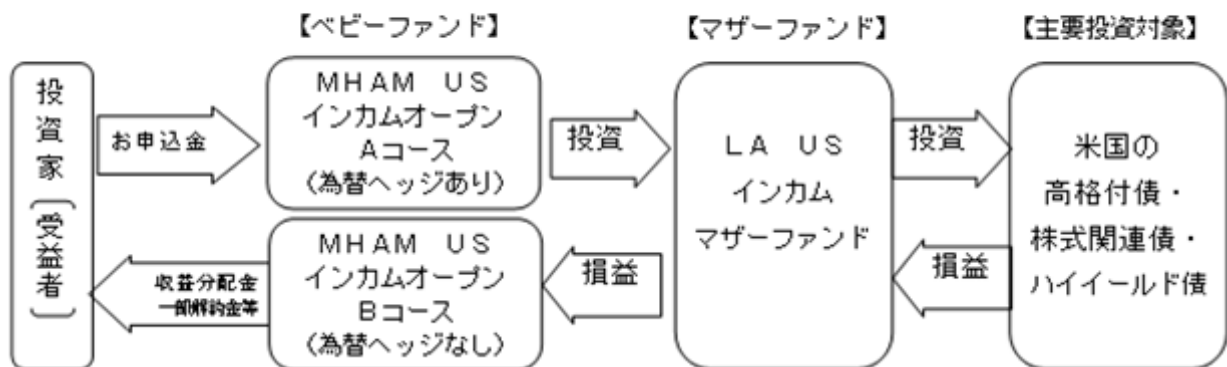 【ベビーファンド】
【マザーファンド】
【主要投資対象】
投資家〔受益者〕
お申込金
MHAM US
インカムオープン
Aコース
(為替ヘッジあり)
投資
LA US
インカム
マザーファンド
投資
米国の
高格付債・
株式関連債・
ハイイールド債
収益分配金
一部解約金等
MHAM US
インカムオープン
Bコース
(為替ヘッジなし)
損益
損益